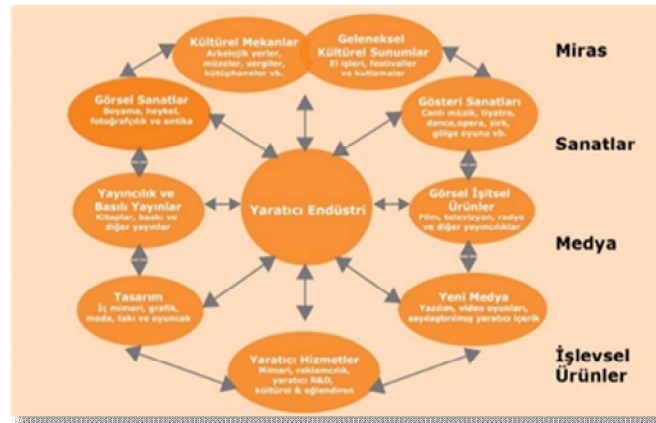 Kültürel Mekanlar
Arkelojik yerler,
müzeler, sergiler,
kütüphaneler vb.
Geleneksel
Kültürel Sunumlar
El işleri, festivaller
ve kutlamalar
Miras
Görsel Sanatlar
Boyama, heykel,
fotoğrafçılık ve antika
Gösteri Sanatları
Canlı müzik, tiyatro,
dance,opera, sirk,
gölge oyunu vb.
Sanatlar
Yayıncılık ve
Basılı Yayınlar
Kitaplar, baskı ve
diğer yayınlar
Yaratıcı Endüstri
Görsel İşitsel
Ürünler
Film, televizyon, radyo
ve diğer yayıncılıklar
Medya
Tasarım
İç mimari, grafik,
moda, takı ve oyuncak
Yeni Medya
Yazılım, video oyunları,
sayılaştırılmış yaratıcı içerik
Yaratıcı Hizmetler
Mimari, reklamcılık,
yaratıcı R&D,
kültürel & eğlendiren
İşlevsel
Ürünler